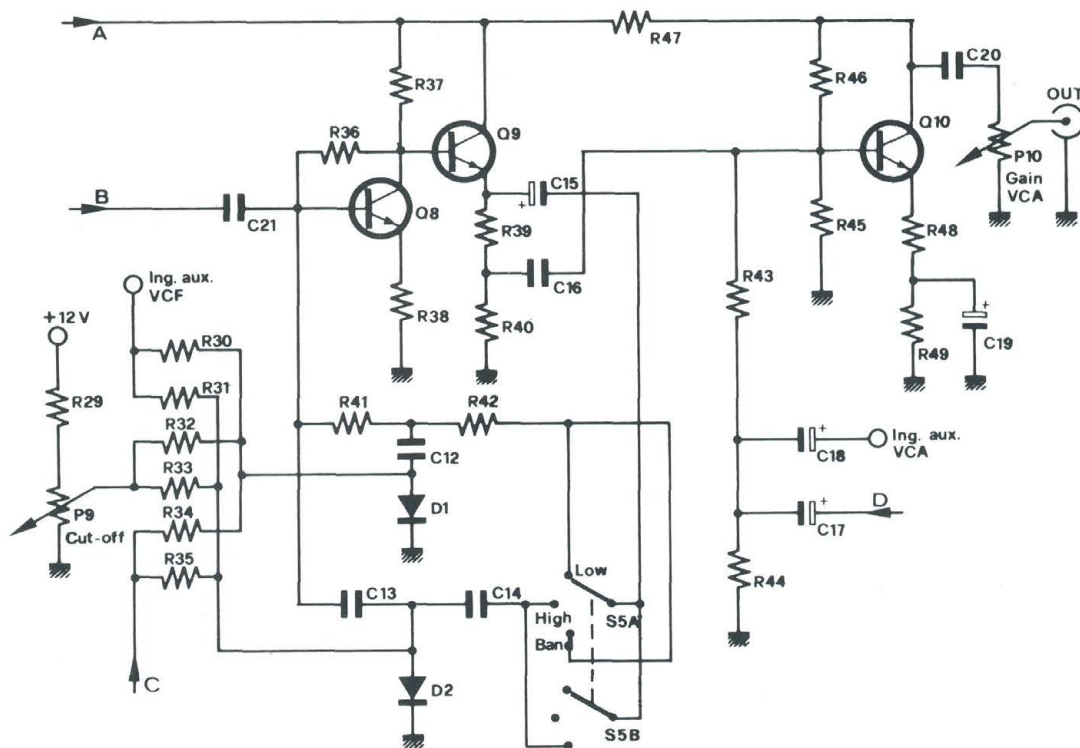 A
R47
C20
R37
R46
OUT
Q9
Q10
R36
P10
Gain
VCA
B
C15
Q8
C21
R39
R45
R48
Ing. aux.
VCF
C16
R43
R38
+12 V
R40
C19
R49
R30
R29
R31
R41
R42
R32
C12
Ing. aux.
VCA
C18
R33
D1
P9
Cut-off
R34
D
C17
R35
Low
C13
C14
R44
High
S5A
Band
C
D2
S5B